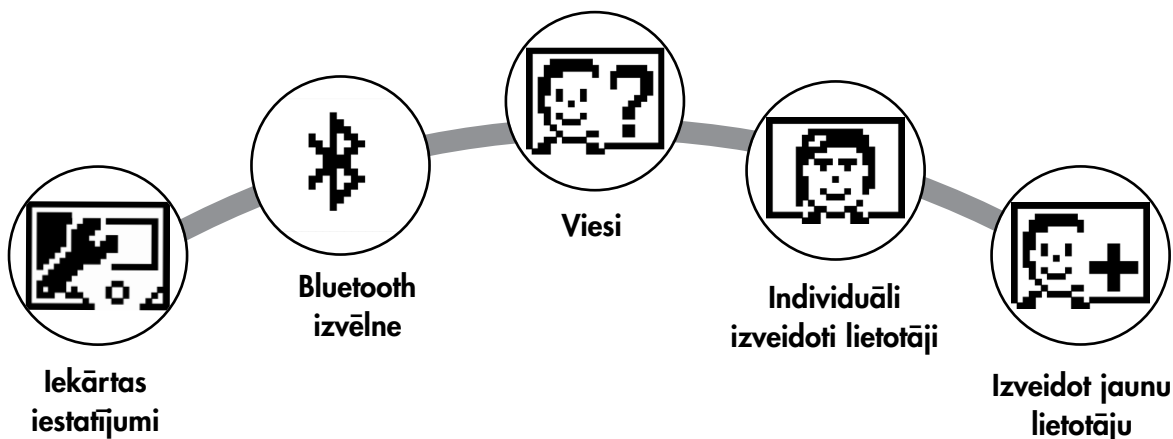 Iekārtas
iestatījumi
Bluetooth
izvēlne
Viesi
Individuāli
izveidoti lietotāji
Izveidot jaunu
lietotāju